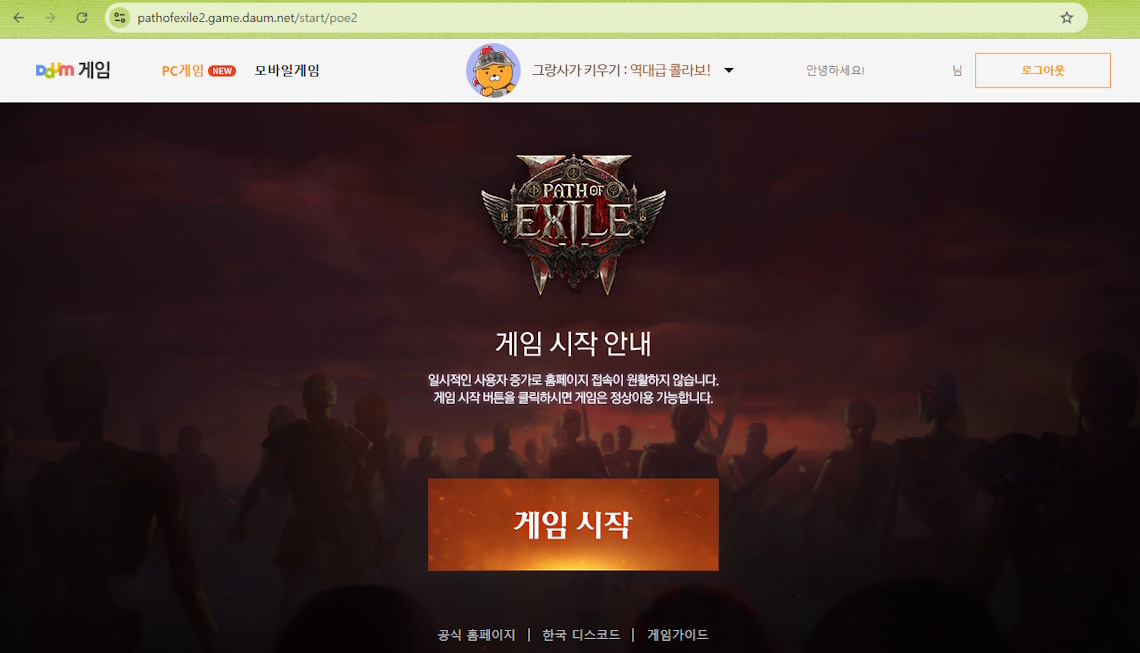 pathofexile2.game.daum.net/start/poe2
Daum 게임
PC게임 NEW
모바일게임
그랑사가 키우기 : 역대급 콜라보!
안녕하세요!
님
로그아웃
PATH OF
EXILE
II
게임 시작 안내
일시적인 사용자 증가로 홈페이지 접속이 원활하지 않습니다.
게임 시작 버튼을 클릭하시면 게임은 정상이용 가능합니다.
게임 시작
공식 홈페이지 | 한국 디스코드 | 게임가이드